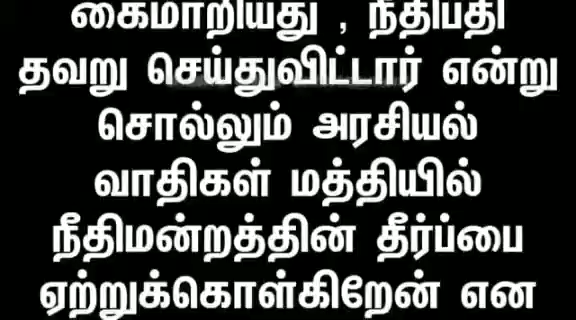 கைமாறியது , நீதிபதி
தவறு செய்துவிட்டார் என்று
சொல்லும் அரசியல்
வாதிகள் மத்தியில்
நீதிமன்றத்தின் தீர்ப்பை
ஏற்றுக்கொள்கிறேன் என